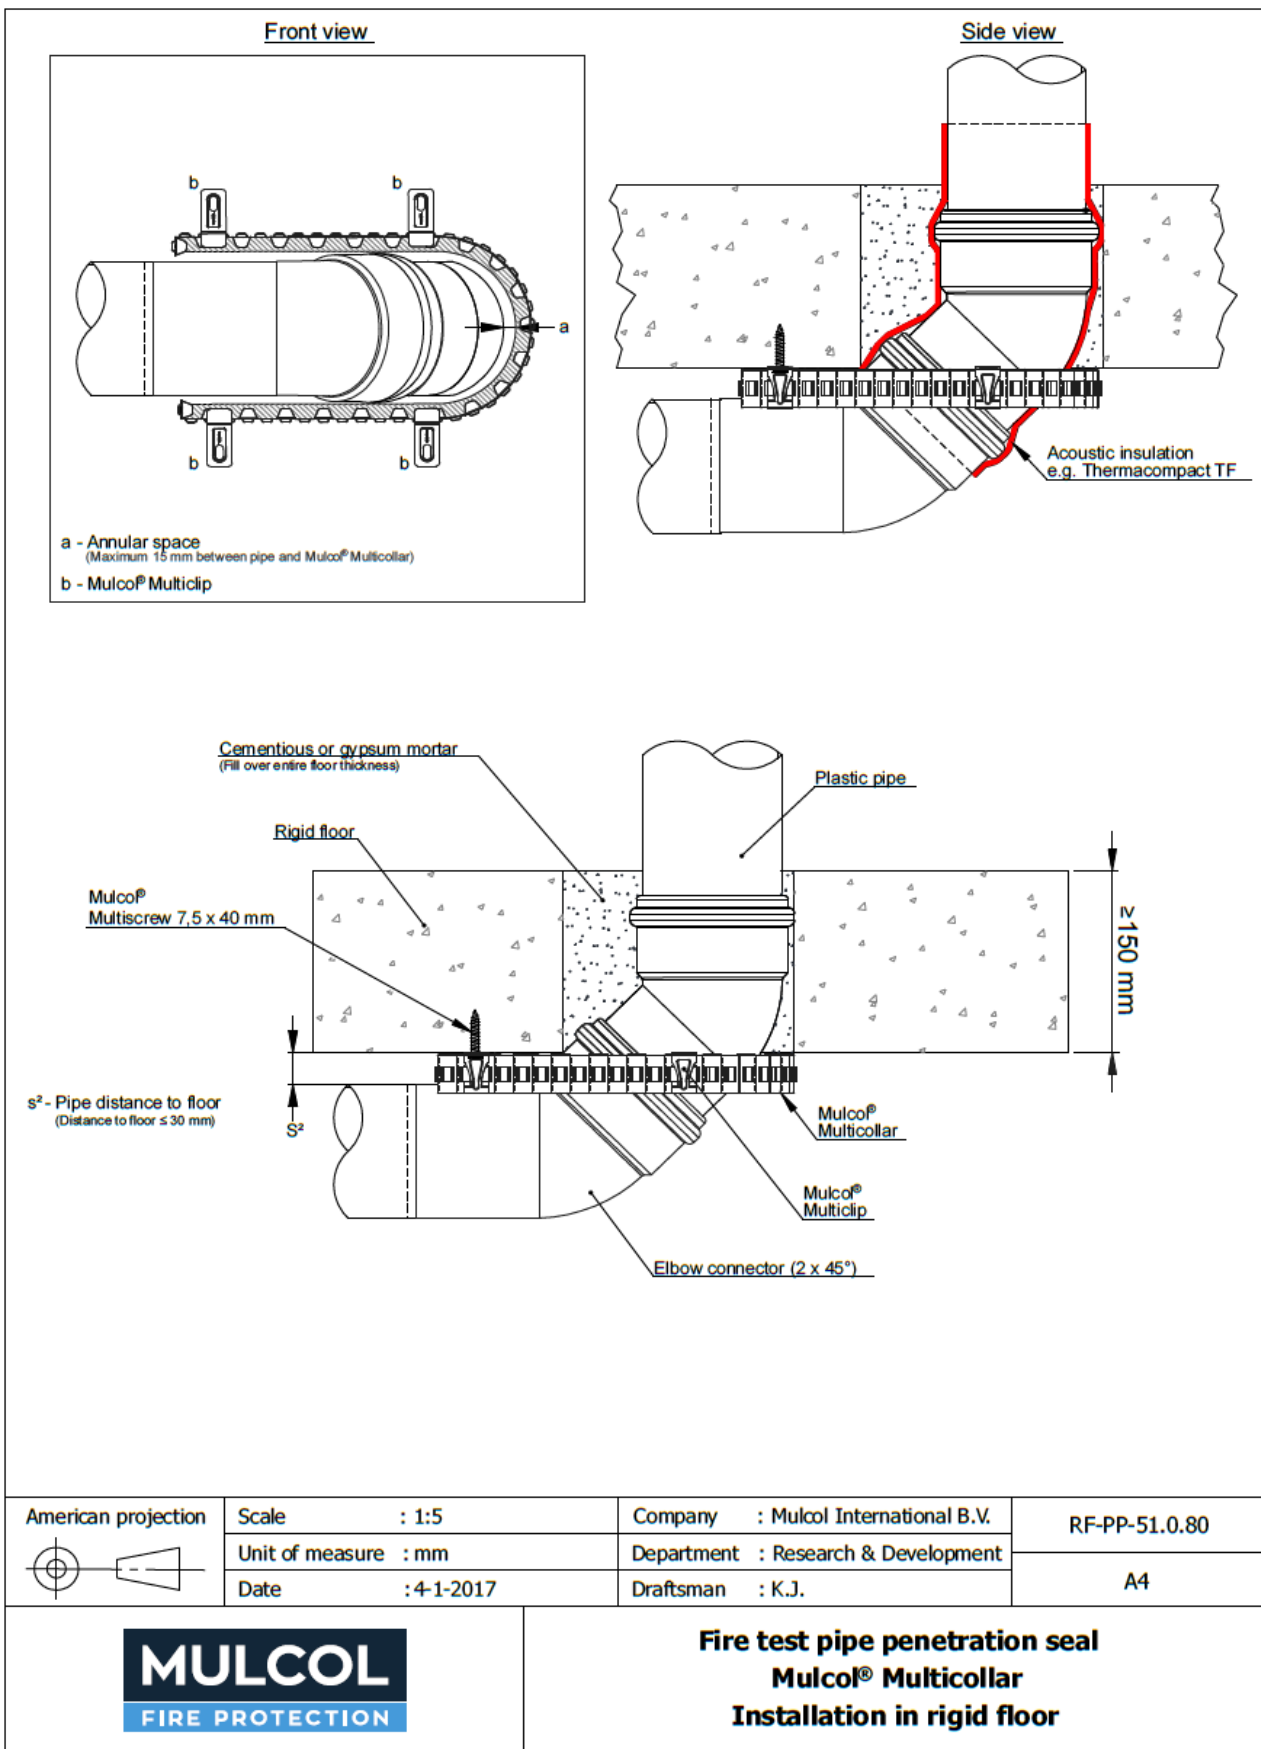 Front view
Side view
b
b
a
b
b
a - Annular space
(Maximum 15 mm between pipe and Mulcol® Multicollar)
b - Mulcol® Multiclip
Acoustic insulation
e.g. Thermacompact TF
Cementious or gypsum mortar
(Fill over entire floor thickness)
Plastic pipe
Rigid floor
Mulcol®
Multiscrew 7,5 x 40 mm
≥150 mm
s² - Pipe distance to floor
(Distance to floor ≤ 30 mm)
S²
Mulcol®
Multicollar
Mulcol®
Multiclip
Elbow connector (2 x 45°)
American projection
Scale : 1:5
Unit of measure : mm
Date : 4-1-2017
Company : Mulcol International B.V.
Department : Research & Development
Draftsman : K.J.
RF-PP-51.0.80
A4
MULCOL
FIRE PROTECTION
Fire test pipe penetration seal
Mulcol® Multicollar
Installation in rigid floor